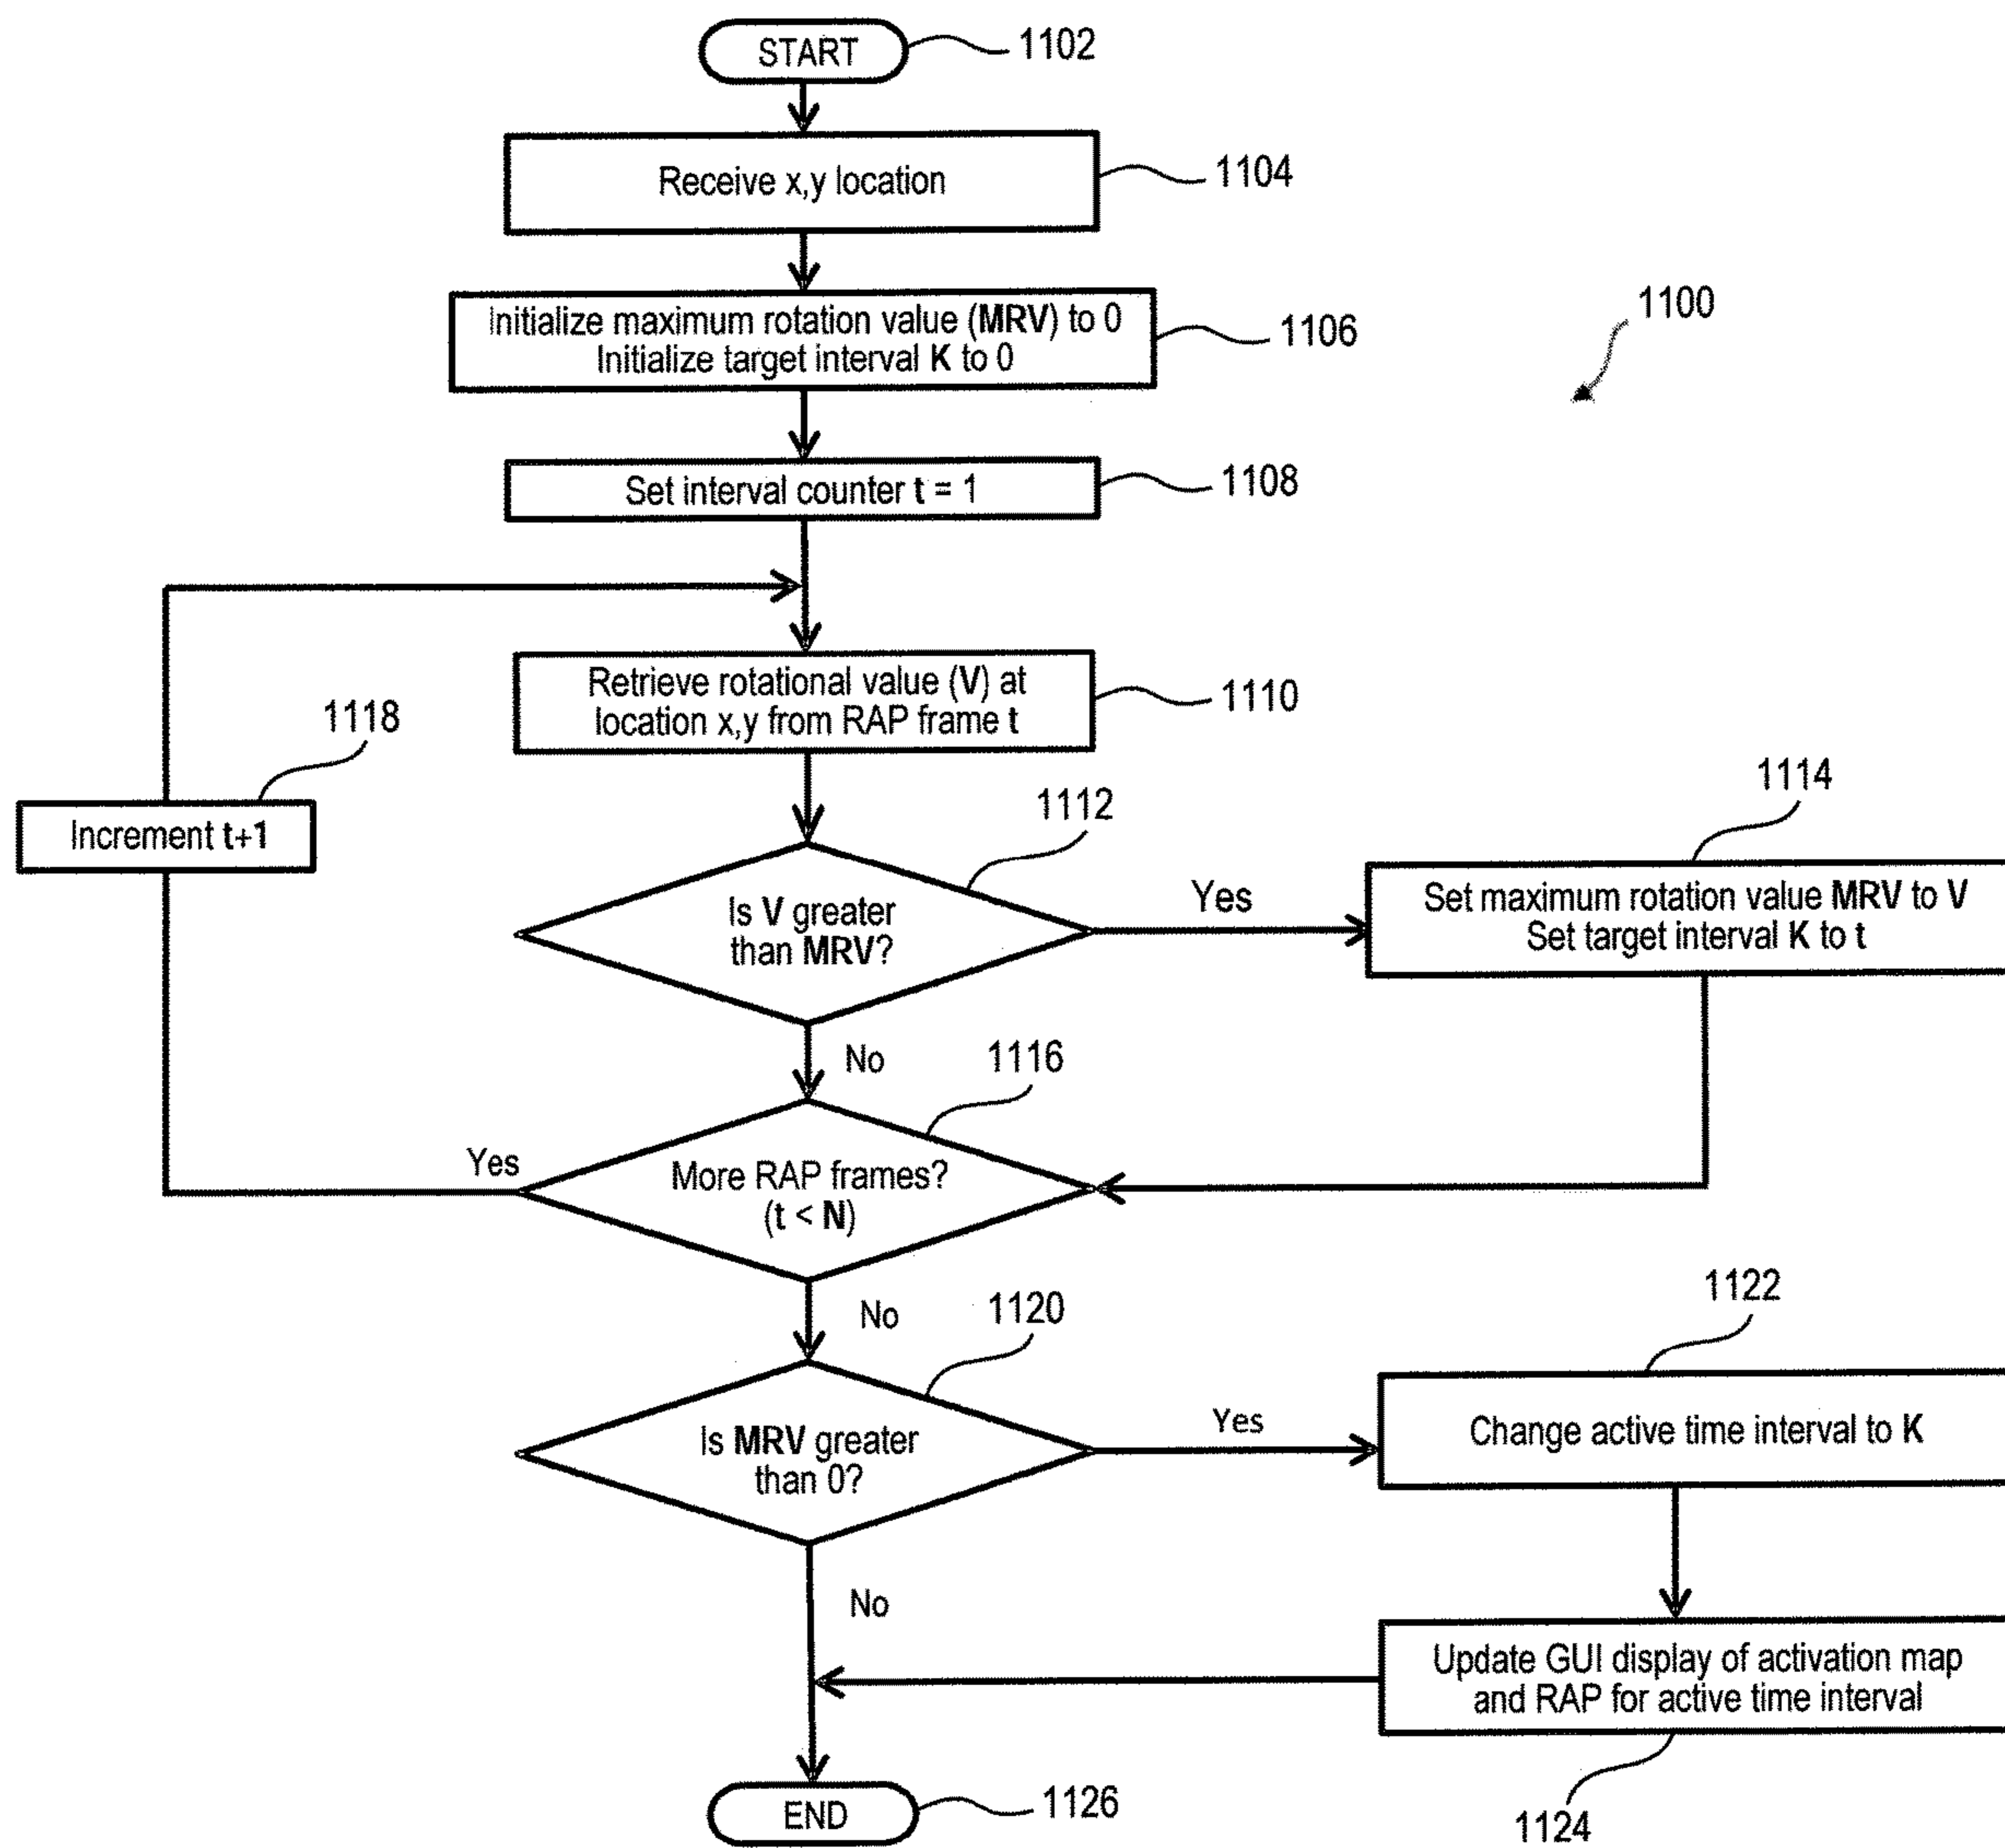 START
1102
Receive x,y location
1104
Initialize maximum rotation value (MRV) to 0
Initialize target interval K to 0
1106
1100
Set interval counter t = 1
1108
Retrieve rotational value (V) at
location x,y from RAP frame t
1110
1118
Increment t+1
1112
Is V greater
than MRV?
Yes
1114
Set maximum rotation value MRV to V
Set target interval K to t
No
1116
More RAP frames?
(t < N)
Yes
No
1120
Is MRV greater
than 0?
Yes
1122
Change active time interval to K
No
Update GUI display of activation map
and RAP for active time interval
1124
END
1126